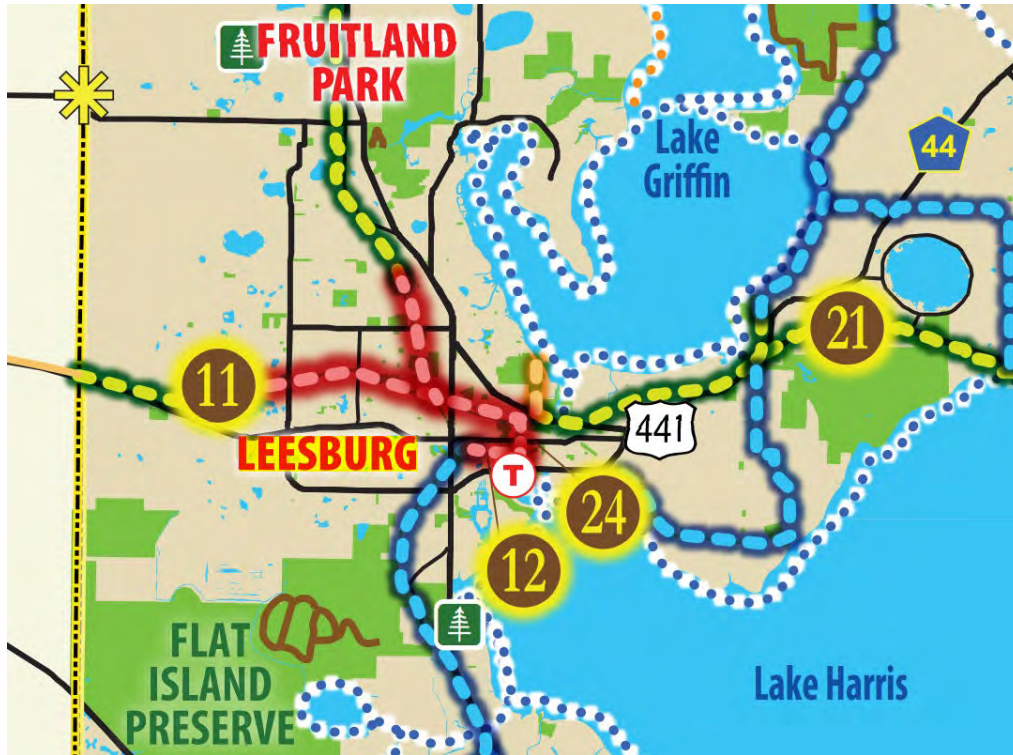 FRUITLAND
PARK
Lake
Griffin
44
21
11
441
LEESBURG
T
24
12
FLAT
ISLAND
PRESERVE
Lake Harris